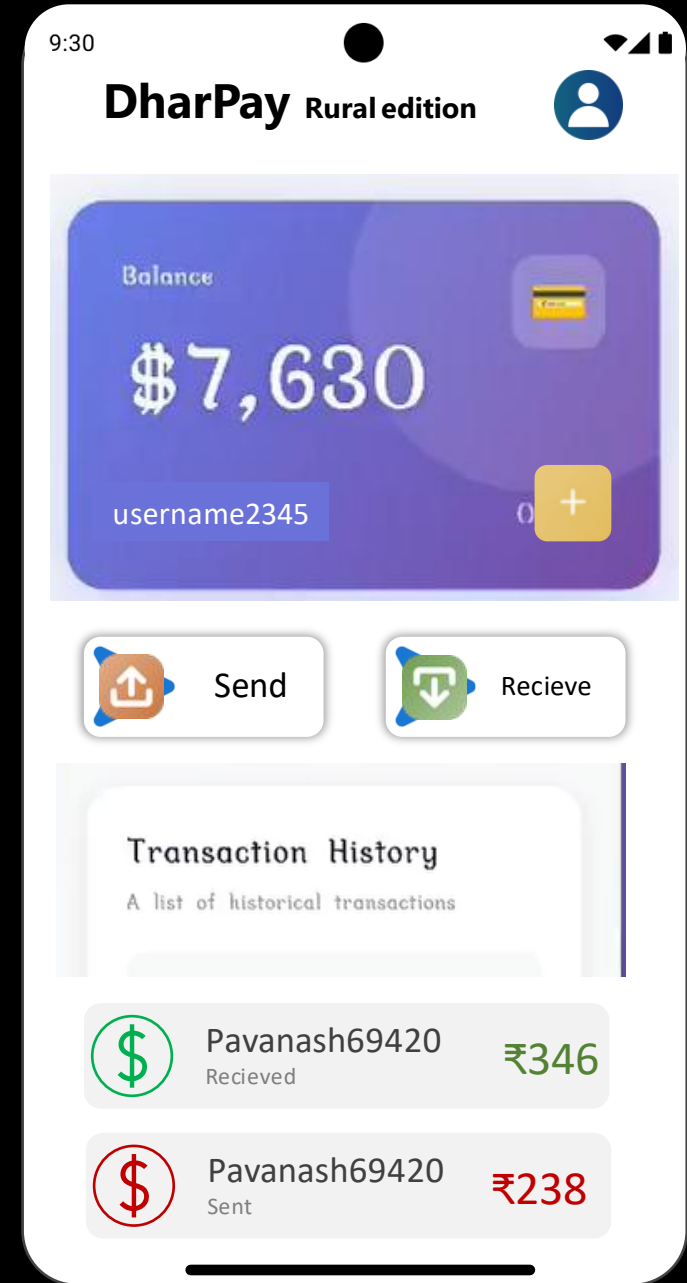 9:30
DharPay Rural edition
Balance
$7,630
username2345
0
+
Send
Recieve
Transaction History
A list of historical transactions
$
Pavanash69420
₹346
Recieved
$
Pavanash69420
₹238
Sent